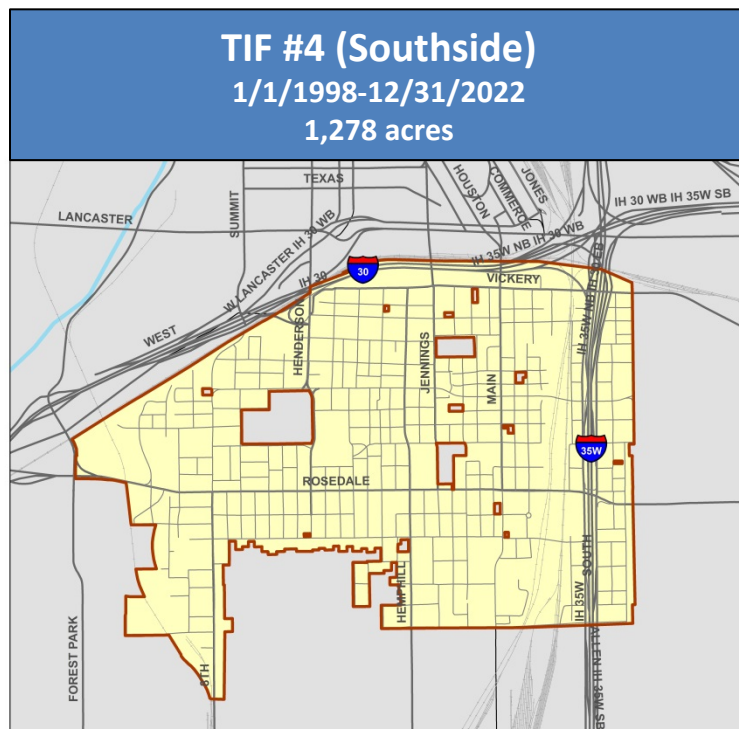 TIF #4 (Southside)
1/1/1998-12/31/2022
1,278 acres
TEXAS
SUMMIT
HOUSTON
COMMERCE
JONES
LANCASTER
IH 30 WB IH 35W SB
W LANCASTER IH 30 WB
IH 35W NB IH 30 WB
IH 30
30
VICKERY
WEST
HENDERSON
JENNINGS
MAIN
35W
ROSEDALE
HEMPHILL
IH 35W
SOUTH
FOREST PARK
8TH
ALLEN IH 35W SB